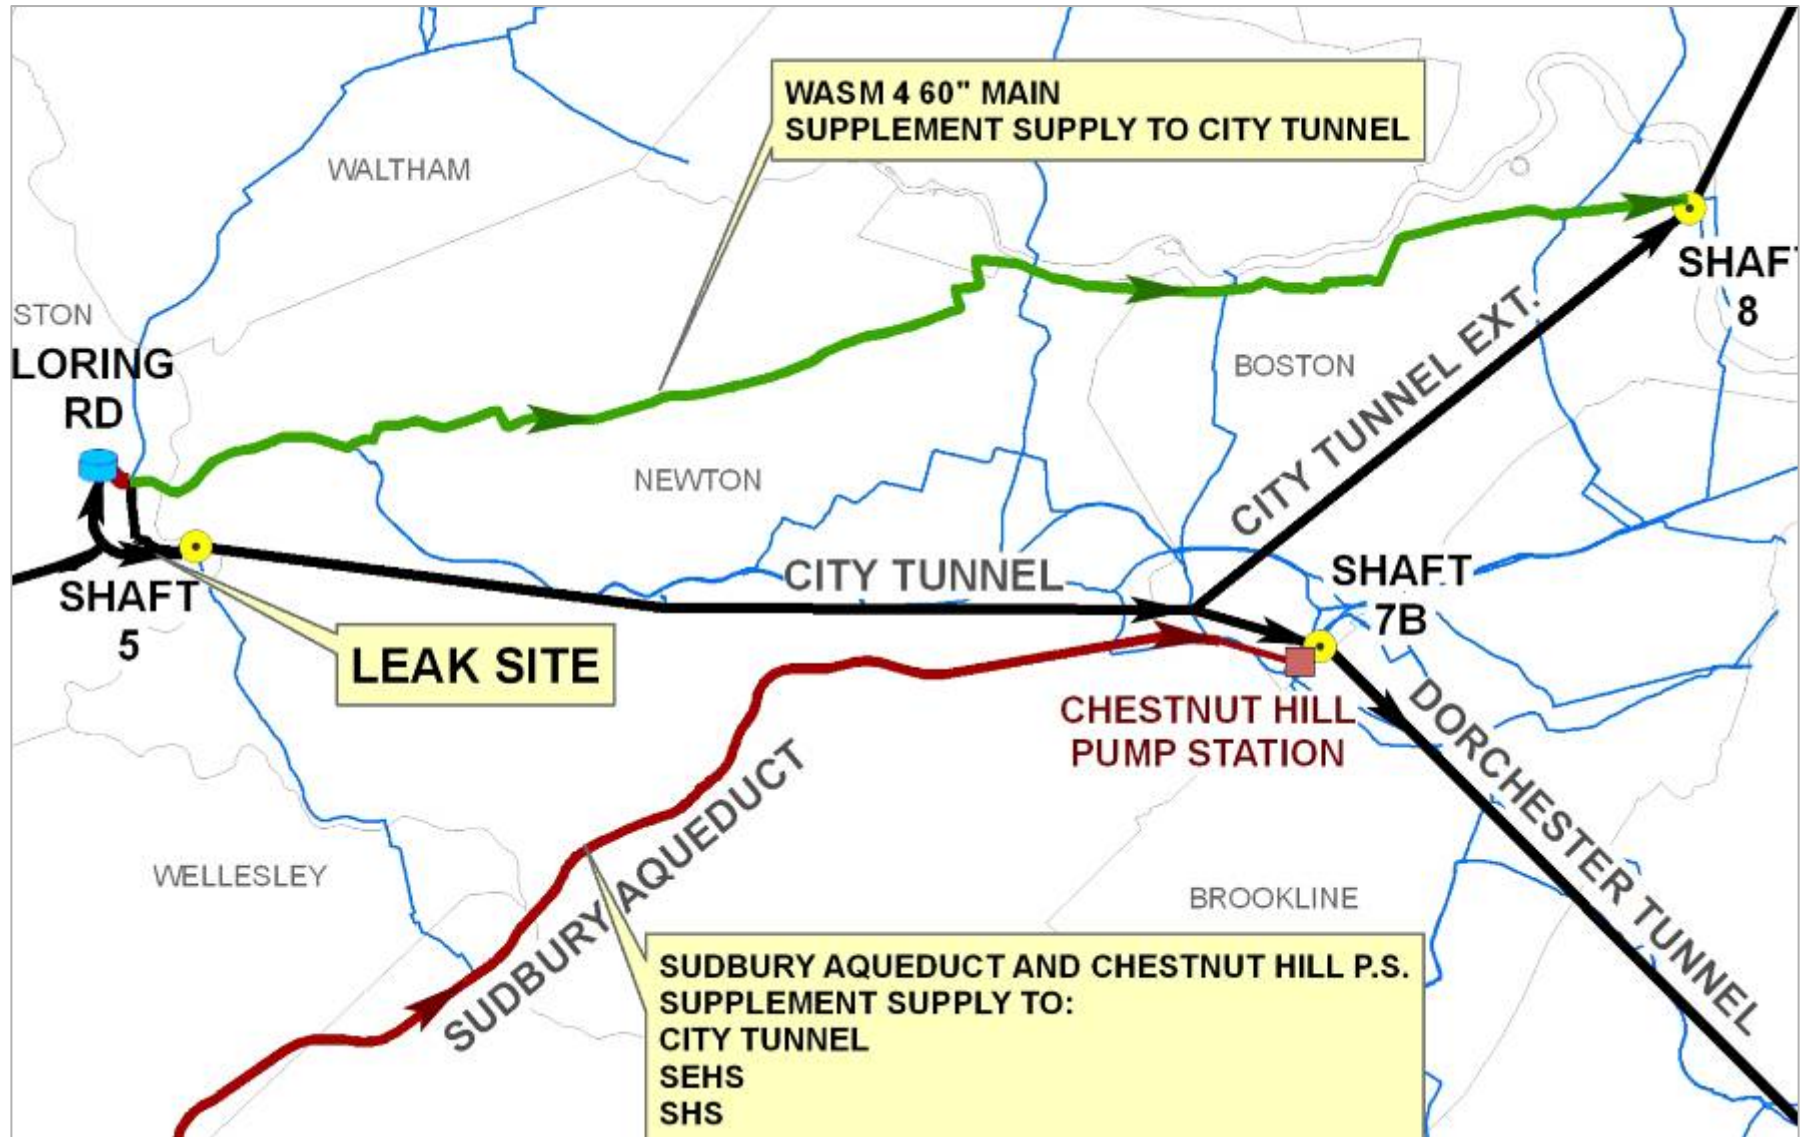 WASM 4 60" MAIN
SUPPLEMENT SUPPLY TO CITY TUNNEL
WALTHAM
STON
LORING
RD
SHAF
8
BOSTON
CITY TUNNEL EXT.
NEWTON
CITY TUNNEL
SHAFT
5
SHAFT
7B
LEAK SITE
CHESTNUT HILL
PUMP STATION
DORCHESTER TUNNEL
SUDBURY AQUEDUCT
WELLESLEY
BROOKLINE
SUDBURY AQUEDUCT AND CHESTNUT HILL P.S.
SUPPLEMENT SUPPLY TO:
CITY TUNNEL
SEHS
SHS